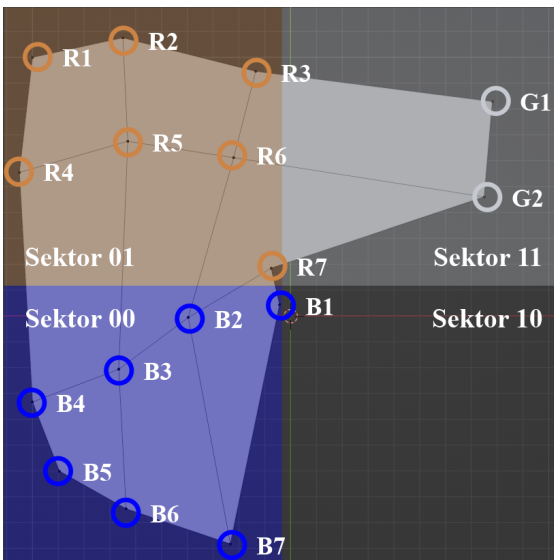 R1
R2
R3
G1
R4
R5
R6
G2
Sektor 01
R7
Sektor 11
Sektor 00
B2
B1
Sektor 10
B3
B4
B5
B6
B7